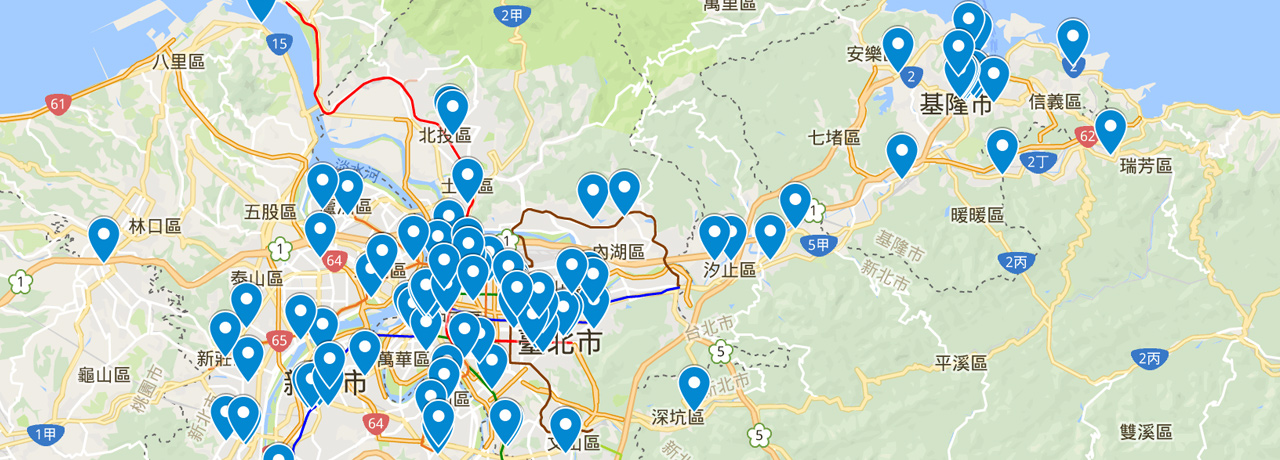 萬里區
2甲
15
八里區
安樂
2
2
61
基隆市
信義區
北投區
七堵區
62
2丁
瑞芳區
淡水河
士
區
五股區
區
林口區
1
暖暖區
1
1
64
內湖區
5甲
基隆市
新北市
泰山區
區
汐止區
2丙
1
65
台北市
臺北市
新莊
萬華區
5
平溪區
2丙
龜山區
桃園市
新
市
新北市
新北市
區
64
深坑區
1甲
文山區
5
雙溪區